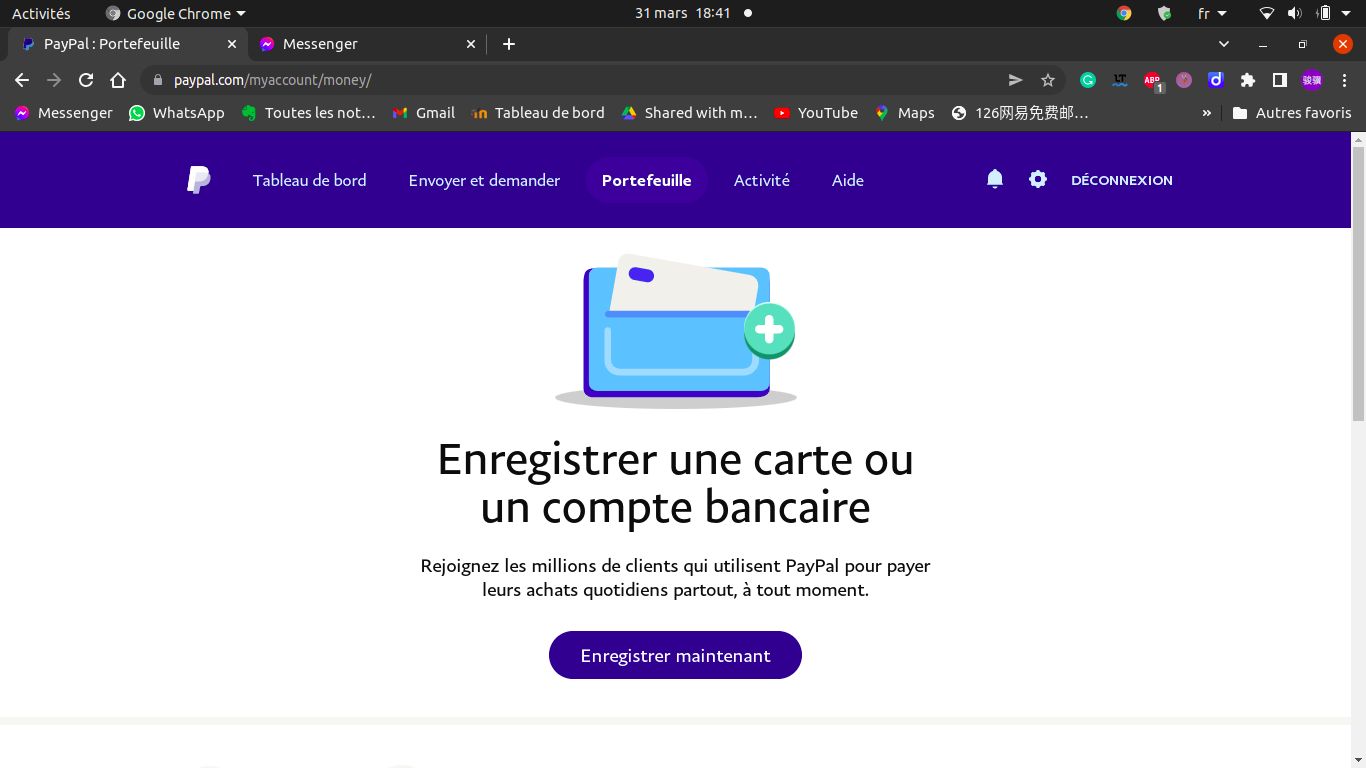 Activités Google Chrome 31 mars 18:41 fr
PayPal : Portefeuille Messenger
paypal.com/myaccount/money/ LT ABP 1 骏骥
Messenger WhatsApp Toutes les not… Gmail Tableau de bord Shared with m… YouTube Maps 126网易免费邮… » Autres favoris
Tableau de bord Envoyer et demander Portefeuille Activité Aide DÉCONNEXION
Enregistrer une carte ou
un compte bancaire
Rejoignez les millions de clients qui utilisent PayPal pour payer
leurs achats quotidiens partout, à tout moment.
Enregistrer maintenant